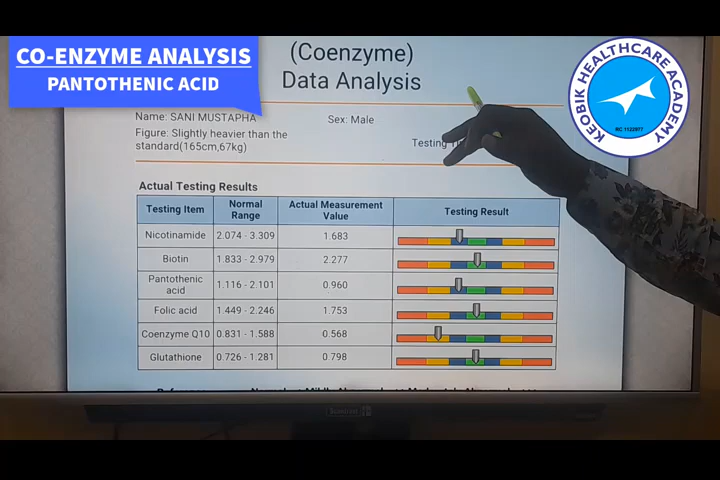 CO-ENZYME ANALYSIS
PANTOTHENIC ACID
(Coenzyme)
Data Analysis
KEOBIK HEALTHCARE ACADEMY
RC 1122977
Name: SANI MUSTAPHA
Sex: Male
Figure: Slightly heavier than the
standard(165cm,67kg)
Testing
Actual Testing Results
Testing Item Normal Range Actual Measurement Value Testing Result
Nicotinamide 2.074 - 3.309 1.683
Biotin 1.833 - 2.979 2.277
Pantothenic acid 1.116 - 2.101 0.960
Folic acid 1.449 - 2.246 1.753
Coenzyme Q10 0.831 - 1.588 0.568
Glutathione 0.726 - 1.281 0.798